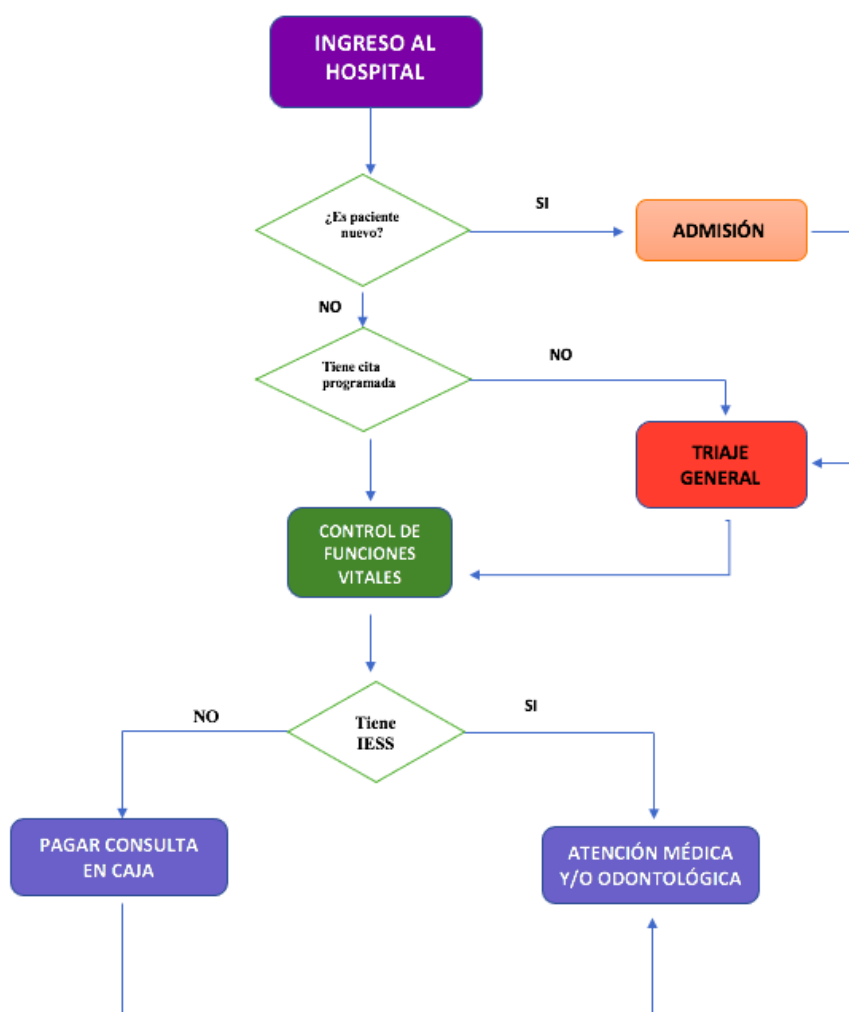 INGRESO AL
HOSPITAL
¿Es paciente
nuevo?
SI
ADMISIÓN
NO
Tiene cita
programada
NO
TRIAJE
GENERAL
CONTROL DE
FUNCIONES
VITALES
NO
Tiene
IESS
SI
PAGAR CONSULTA
EN CAJA
ATENCIÓN MÉDICA
Y/O ODONTOLÓGICA